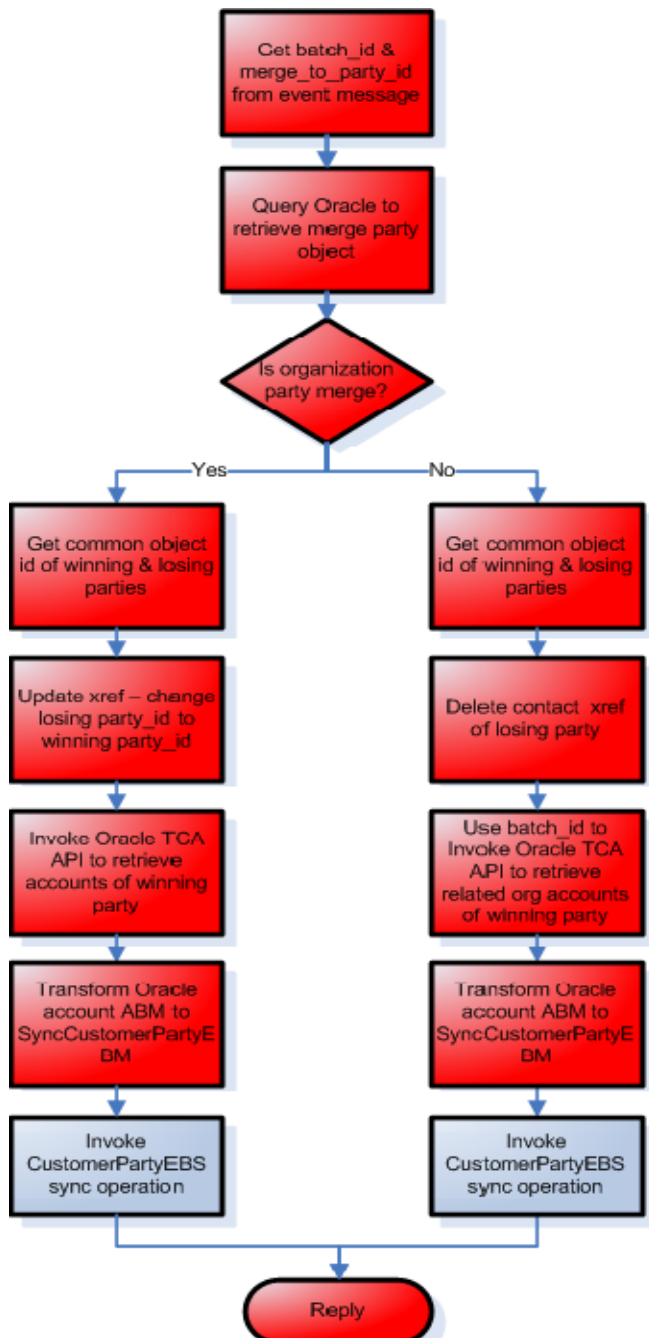 Get batch_id &
merge_to_party_id
from event message
Query Oracle to
retrieve merge party
object
Is organization
party merge?
Yes
No
Get common object
id of winning & losing
parties
Update xref – change
losing party_id to
winning party_id
Invoke Oracle TCA
API to retrieve
accounts of winning
party
Transform Oracle
account ABM to
SyncCustomerPartyE
BM
Invoke
CustomerPartyEBS
sync operation
Get common object
id of winning & losing
parties
Delete contact xref
of losing party
Use batch_id to
Invoke Oracle TCA
API to retrieve
related org accounts
of winning party
Transform Oracle
account ABM to
SyncCustomerPartyE
BM
Invoke
CustomerPartyEBS
sync operation
Reply